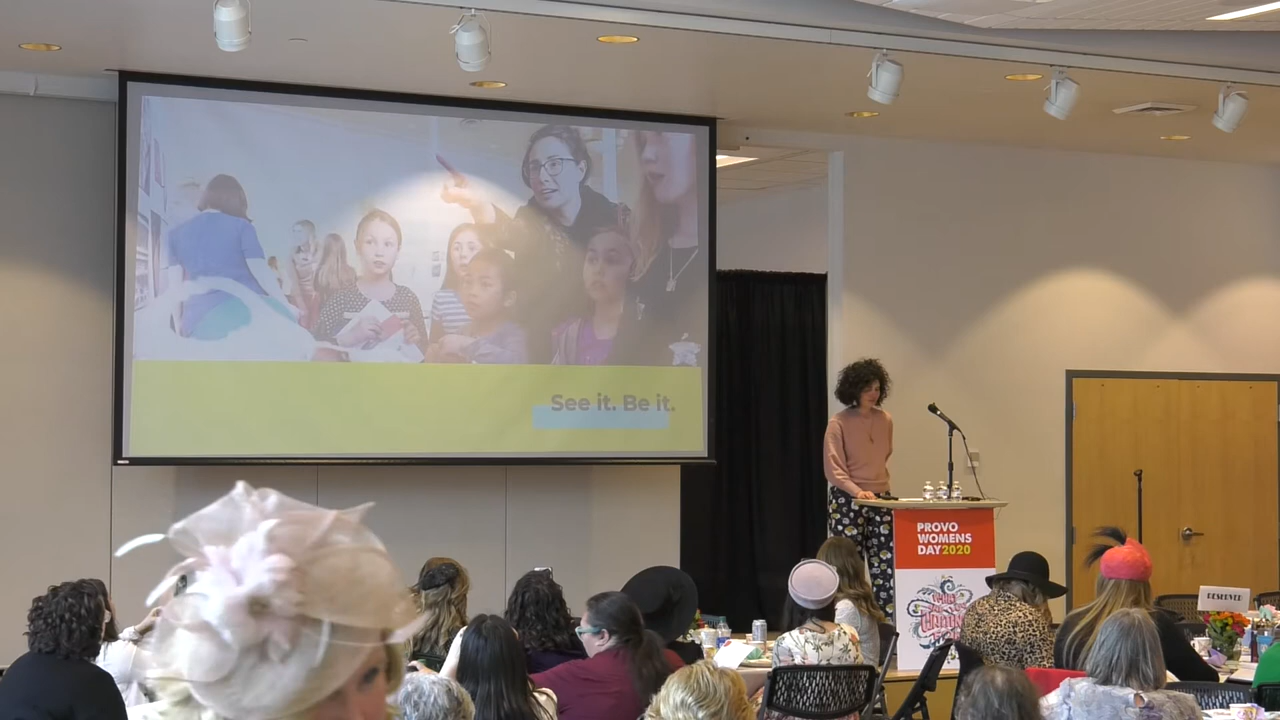 See it. Be it.
PROVO
WOMENS
DAY2020
RESERVED